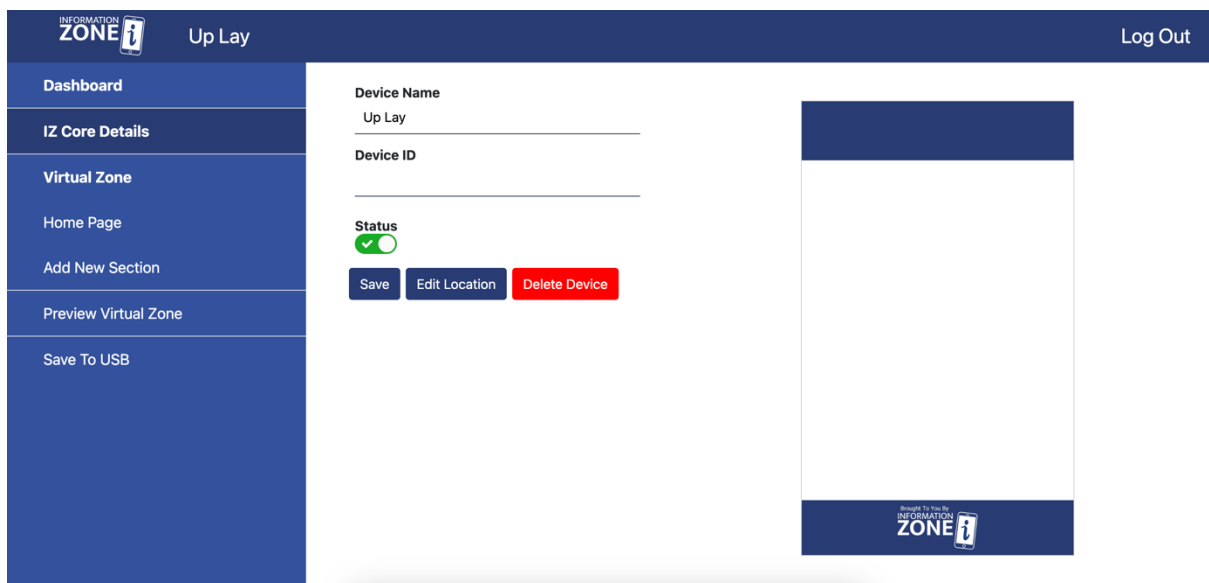 INFORMATION
ZONE i
Up Lay
Log Out
Dashboard
IZ Core Details
Virtual Zone
Home Page
Add New Section
Preview Virtual Zone
Save To USB
Device Name
Up Lay
Device ID
Status
Save
Edit Location
Delete Device
Brought To You By
INFORMATION
ZONE i